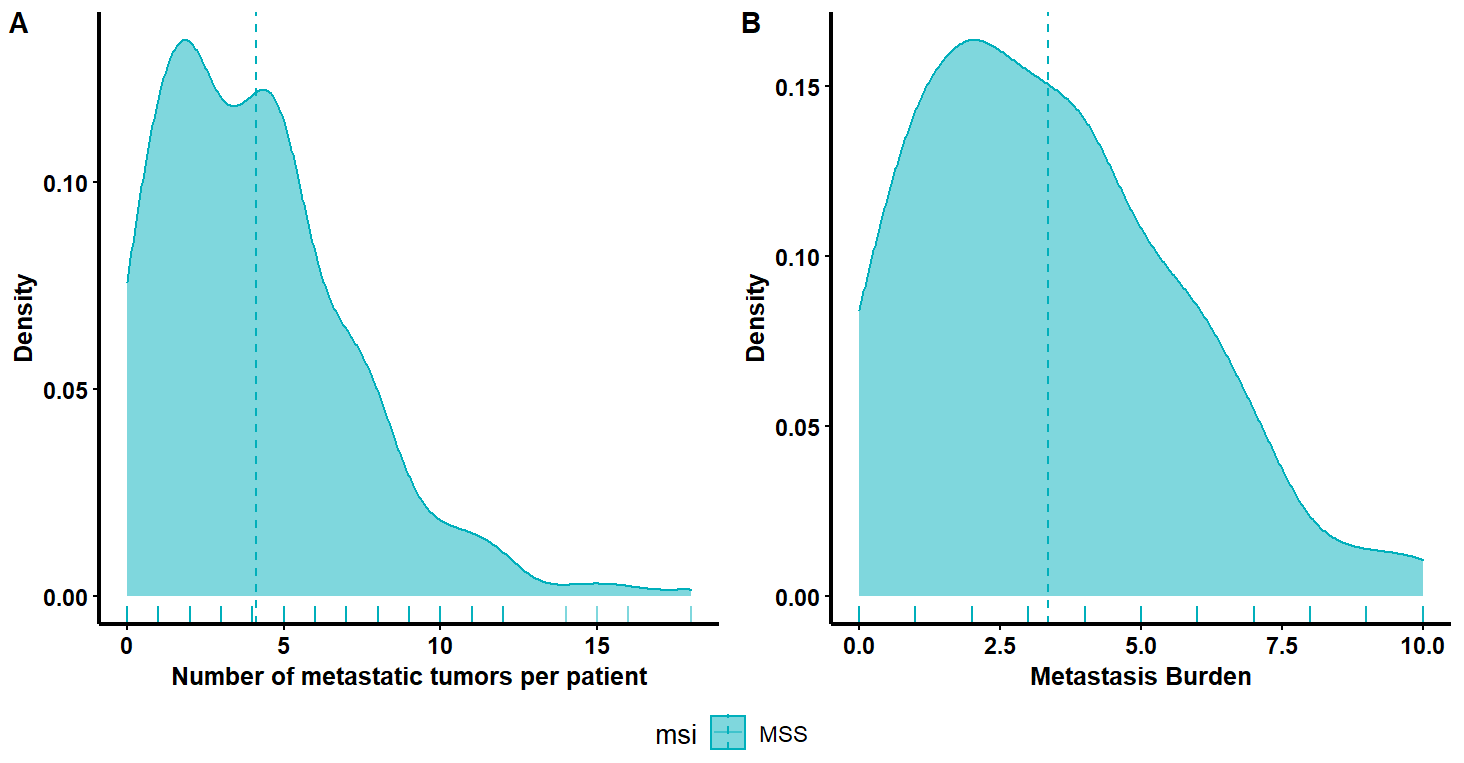 A
Density
0.10
0.05
0.00
0 5 10 15
Number of metastatic tumors per patient
B
Density
0.15
0.10
0.05
0.00
0.0 2.5 5.0 7.5 10.0
Metastasis Burden
msi MSS